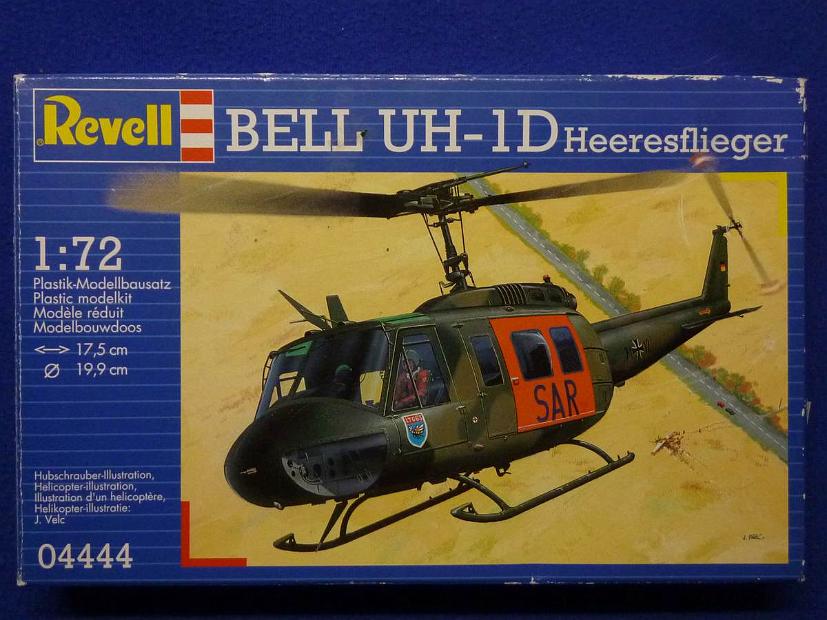 Revell
BELL UH-1D Heeresflieger
1:72
Plastik-Modellbausatz
Plastic modelkit
Modèle réduit
Modelbouwdoos
17,5 cm
19,9 cm
SAR
Hubschrauber-Illustration,
Helicopter-illustration,
Illustration d'un helicoptère,
Helikopter-illustratie:
J. Velc
04444